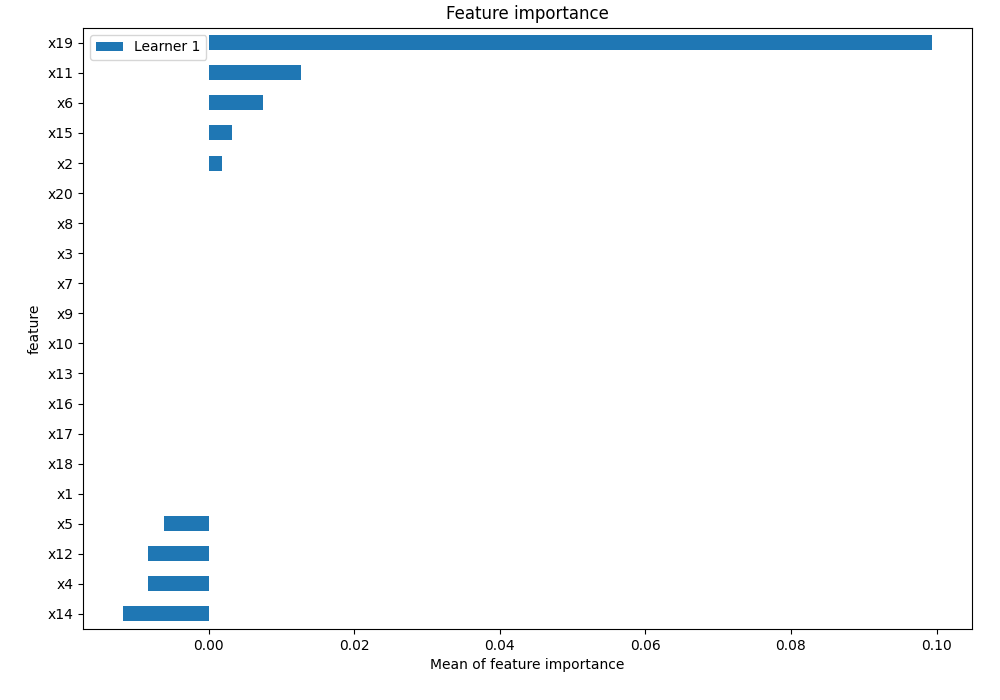 Feature importance
Learner 1
x19
x11
x6
x15
x2
x20
x8
x3
x7
x9
x10
x13
x16
x17
x18
x1
x5
x12
x4
x14
feature
0.00 0.02 0.04 0.06 0.08 0.10
Mean of feature importance